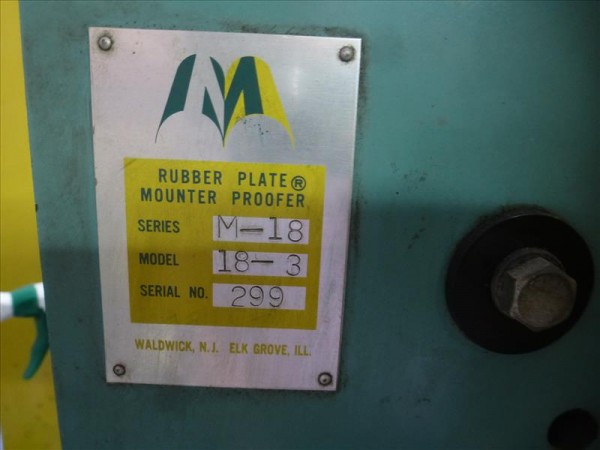 RUBBER PLATE®
MOUNTER PROOFER
SERIES M-18
MODEL 18-3
SERIAL NO. 299
WALDWICK, N.J. ELK GROVE, ILL.